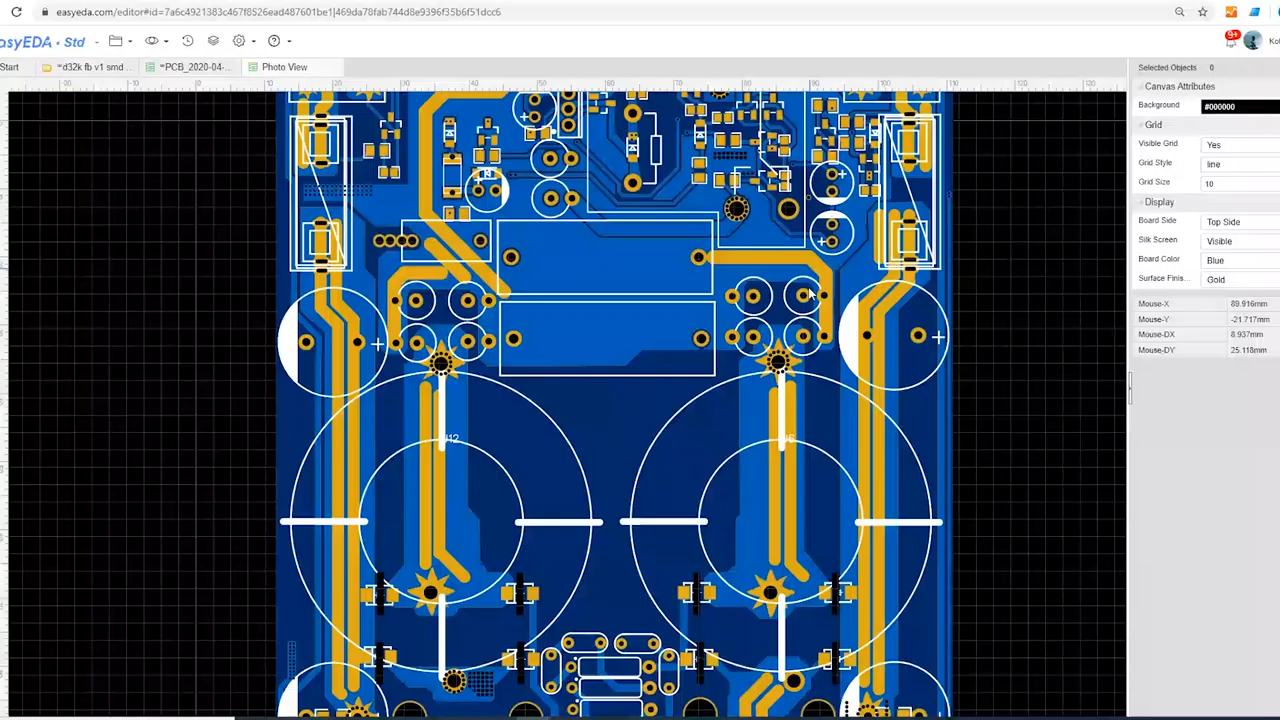 easyeda.com/editor#id=7a6c4921383c467f8526ead487601be1|469da78fab744d8e9396f35b6f51dcc6
asyEDA · Std
9+
Kol
Start
*d32k fb v1 smd...
*PCB_2020-04-...
Photo View
Selected Objects 0
Canvas Attributes
Background #000000
Grid
Visible Grid Yes
Grid Style line
Grid Size 10
Display
Board Side Top Side
Silk Screen Visible
Board Color Blue
Surface Finis... Gold
Mouse-X 89.916mm
Mouse-Y -21.717mm
Mouse-DX 8.937mm
Mouse-DY 25.118mm